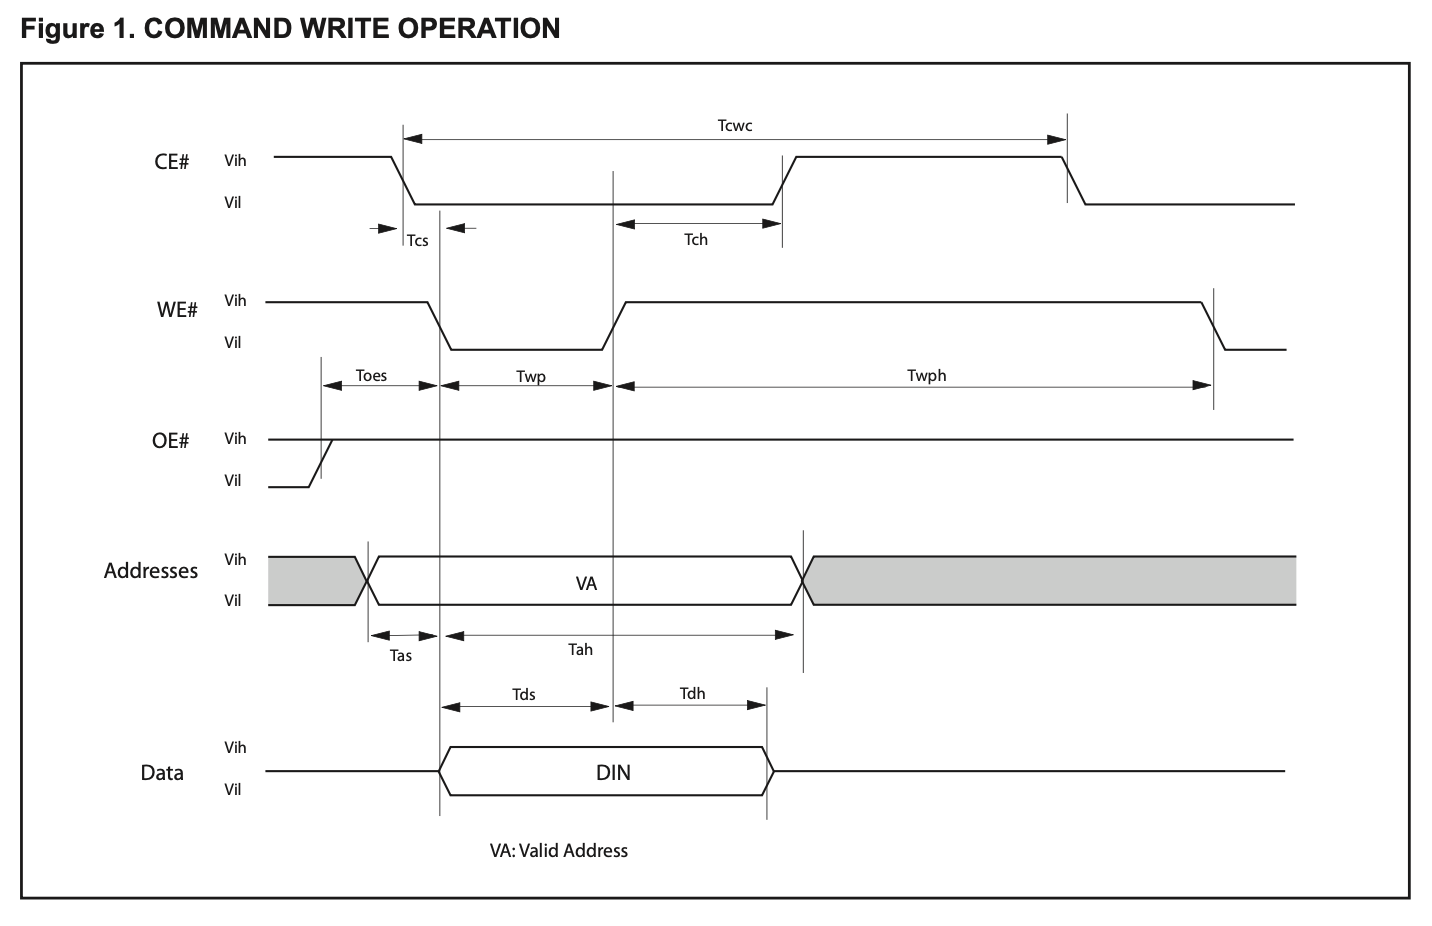 Figure 1. COMMAND WRITE OPERATION
Tcwc
CE#
Vih
Vil
Tcs
Tch
WE#
Vih
Vil
Toes
Twp
Twph
OE#
Vih
Vil
Addresses
Vih
VA
Vil
Tas
Tah
Tds
Tdh
Data
Vih
DIN
Vil
VA: Valid Address